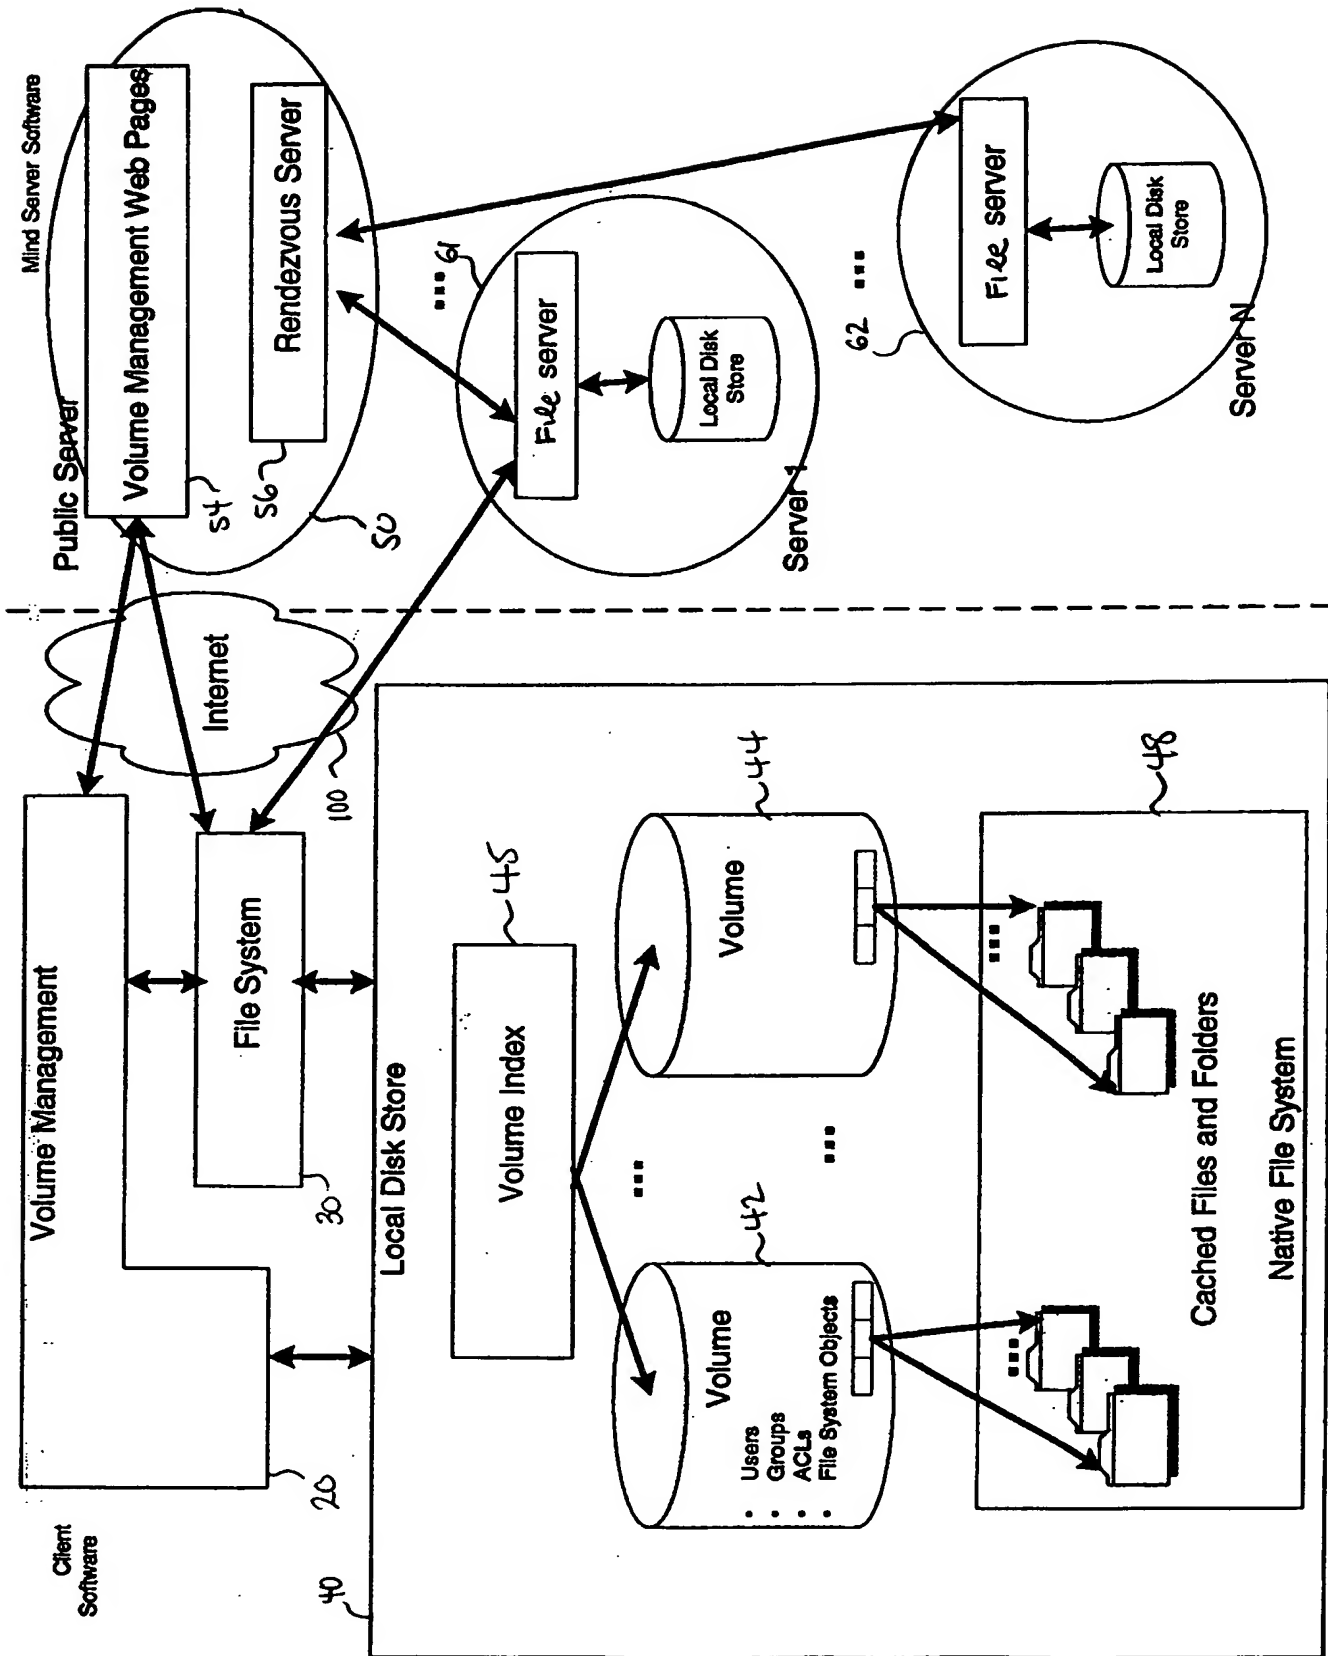 Client
Software
Mind Server Software
Volume Management
20
File System
30
Internet
100
Public Server
Volume Management Web Pages
54
Rendezvous Server
56
50
Local Disk Store
40
Volume Index
45
...
Volume
• Users
• Groups
• ACLs
• File System Objects
42
...
Volume
44
...
...
Cached Files and Folders
Native File System
48
...
61
File server
Local Disk
Store
Server 1
...
62
File server
Local Disk
Store
Server N